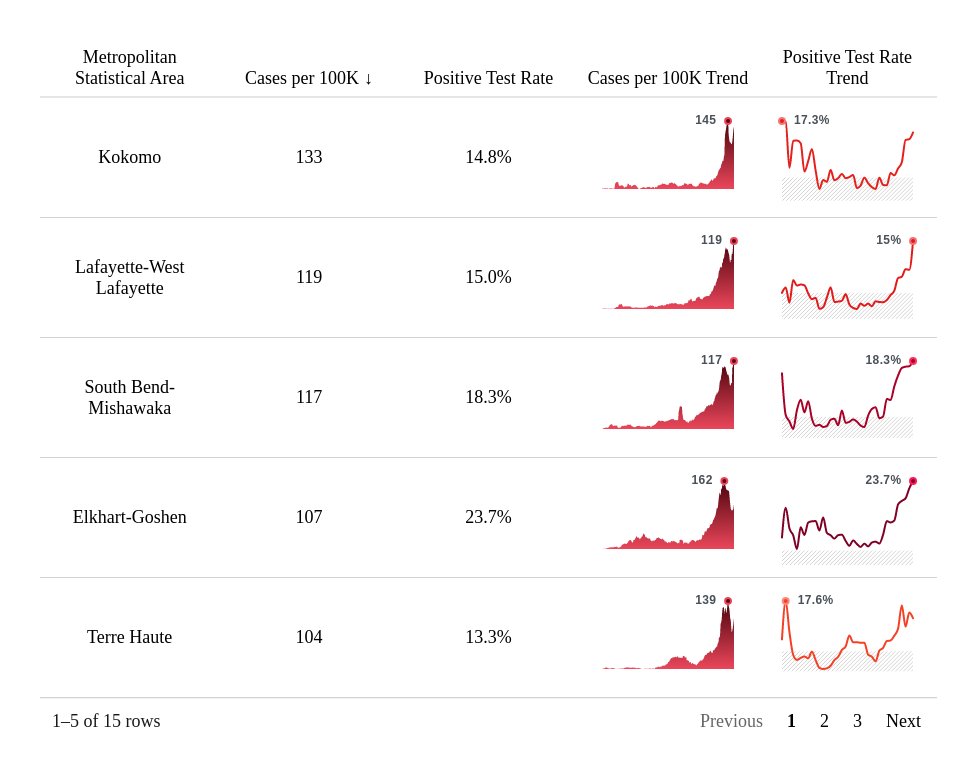 Metropolitan
Statistical Area
Cases per 100K ↓
Positive Test Rate
Cases per 100K Trend
Positive Test Rate
Trend
Kokomo
133
14.8%
145
17.3%
Lafayette-West
Lafayette
119
15.0%
119
15%
South Bend-
Mishawaka
117
18.3%
117
18.3%
Elkhart-Goshen
107
23.7%
162
23.7%
Terre Haute
104
13.3%
139
17.6%
1–5 of 15 rows
Previous 1 2 3 Next